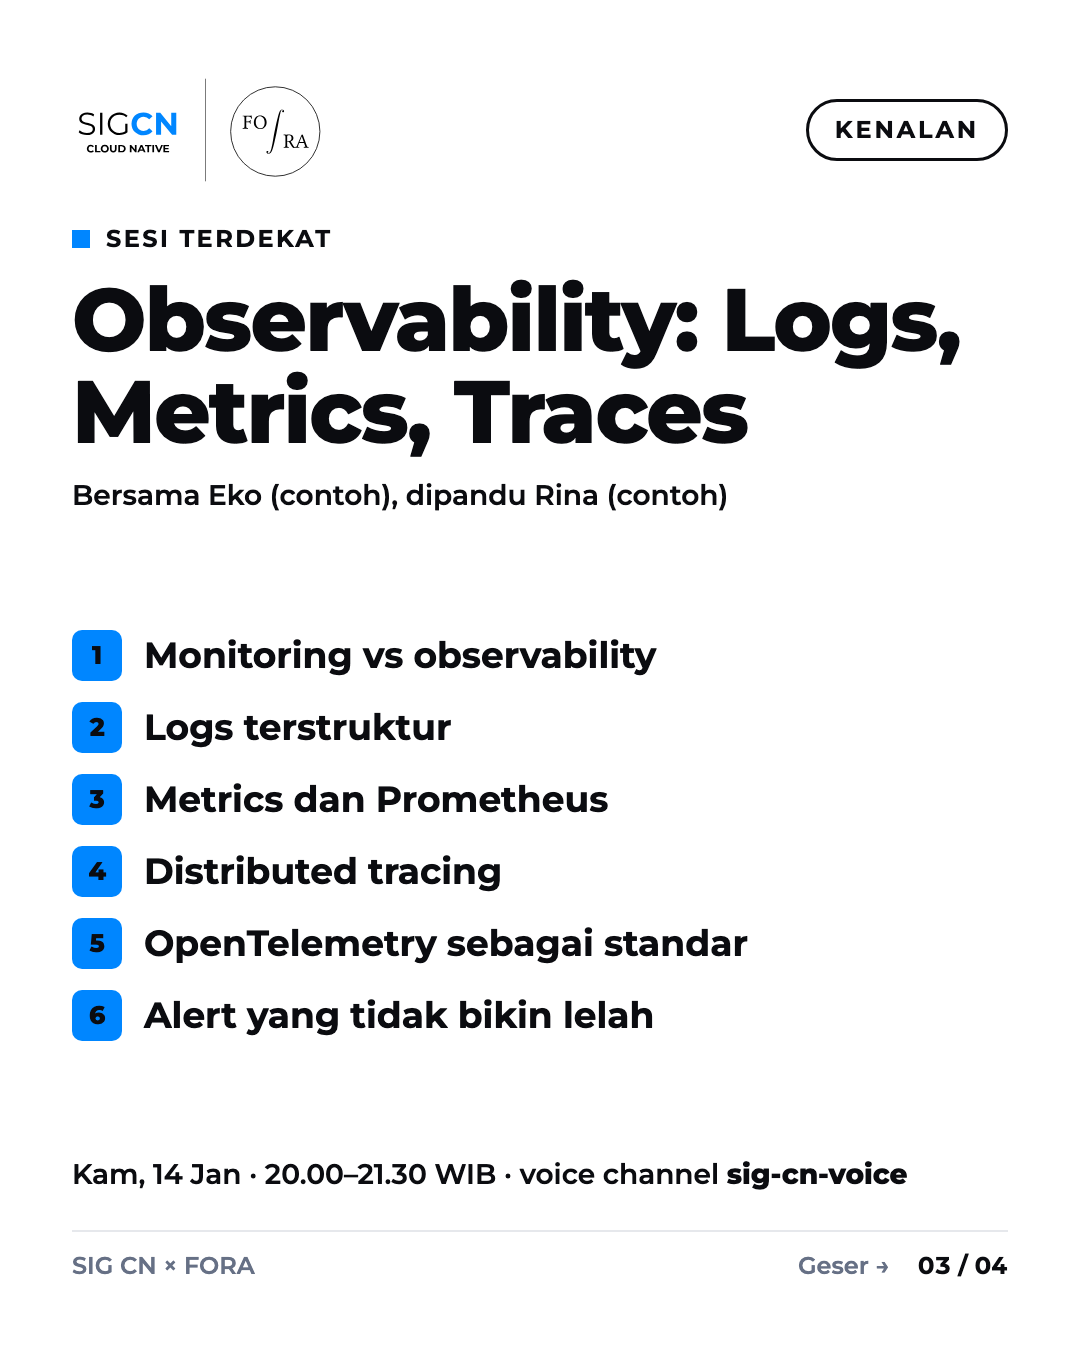 SIGCN
CLOUD NATIVE
FO
RA
KENALAN
SESI TERDEKAT
Observability: Logs,
Metrics, Traces
Bersama Eko (contoh), dipandu Rina (contoh)
1 Monitoring vs observability
2 Logs terstruktur
3 Metrics dan Prometheus
4 Distributed tracing
5 OpenTelemetry sebagai standar
6 Alert yang tidak bikin lelah
Kam, 14 Jan · 20.00–21.30 WIB · voice channel sig-cn-voice
SIG CN × FORA
Geser → 03 / 04